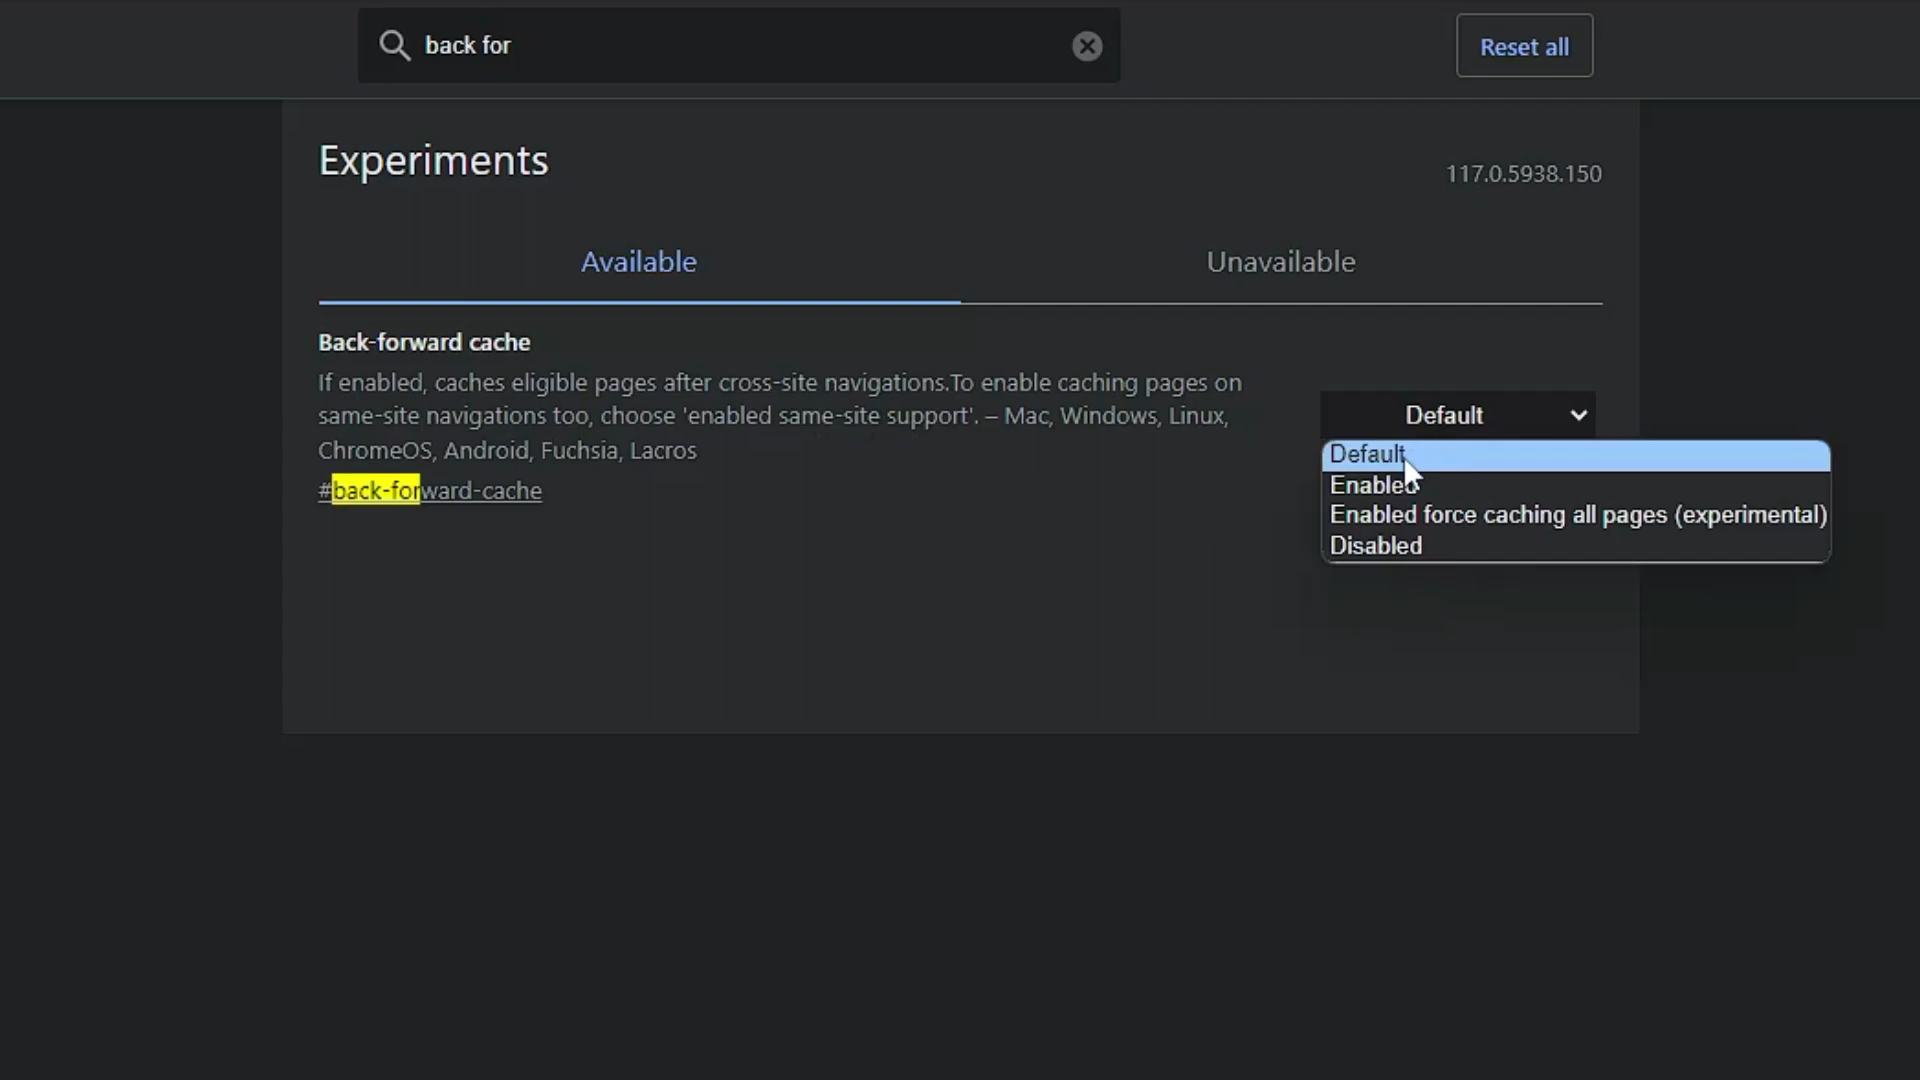 back for
Reset all
Experiments
117.0.5938.150
Available
Unavailable
Back-forward cache
If enabled, caches eligible pages after cross-site navigations.To enable caching pages on
same-site navigations too, choose 'enabled same-site support'. – Mac, Windows, Linux,
ChromeOS, Android, Fuchsia, Lacros
#back-forward-cache
Default
Default
Enabled
Enabled force caching all pages (experimental)
Disabled